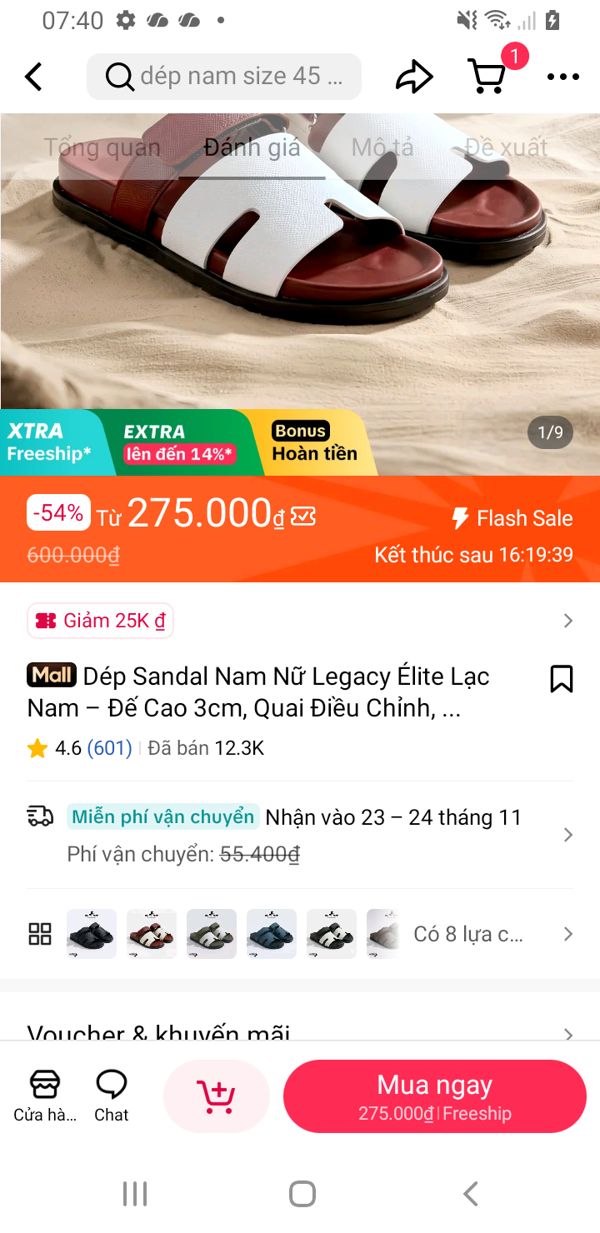 07:40
dép nam size 45 ...
1
Tổng quan Đánh giá Mô tả Đề xuất
XTRA
Freeship*
EXTRA
lên đến 14%*
Bonus
Hoàn tiền
1/9
-54% Từ 275.000₫
Flash Sale
600.000₫
Kết thúc sau 16:19:39
Giảm 25K ₫
Mall Dép Sandal Nam Nữ Legacy Élite Lạc
Nam – Đế Cao 3cm, Quai Điều Chỉnh, ...
4.6 (601) Đã bán 12.3K
Miễn phí vận chuyển Nhận vào 23 – 24 tháng 11
Phí vận chuyển: 55.400₫
Có 8 lựa c...
Voucher & khuyến mãi
Cửa hà...
Chat
Mua ngay
275.000₫ | Freeship